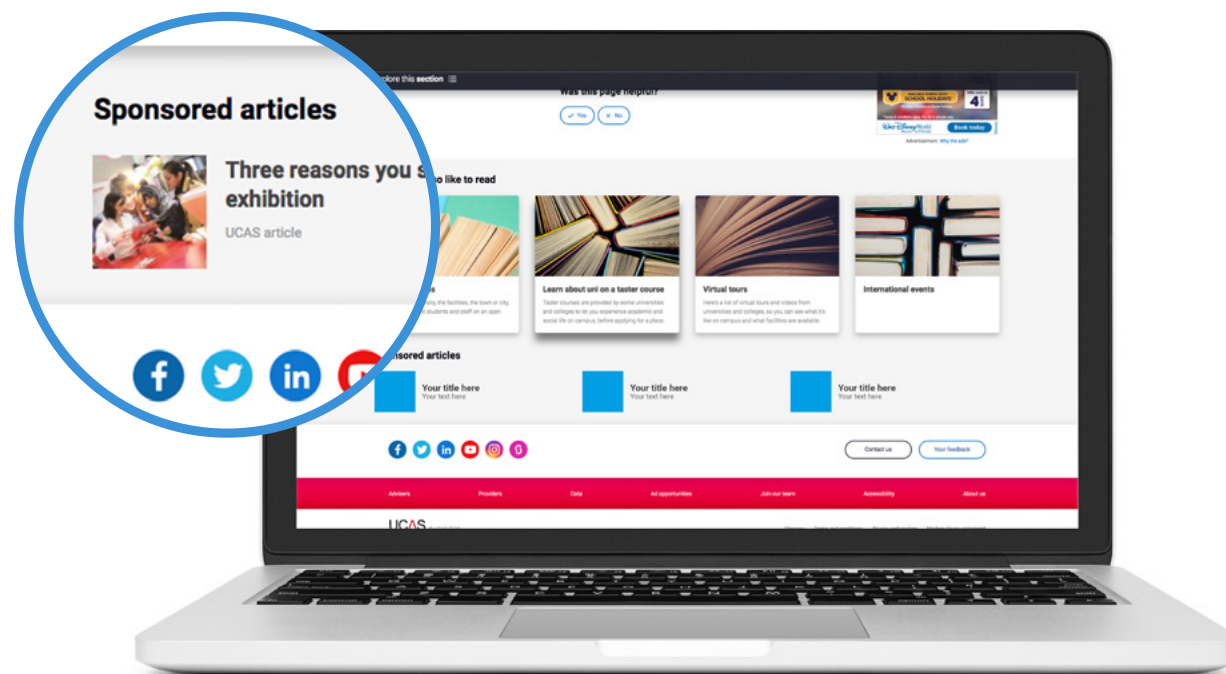 Sponsored articles
Three reasons you s
exhibition
UCAS article
plore this section
Was this page helpful?
Yes
No
SCHOOL HOLIDAYS
4
Walt Disney World
Book today
Advertisement Why the ads?
so like to read
Learn about uni on a taster course
Taster courses are provided by some universities
and colleges to let you experience academic and
social life on campus, before applying for a place.
Virtual tours
Here's a list of virtual tours and videos from
universities and colleges, so you can see what it's
like on campus and what facilities are available.
International events
nsored articles
Your title here
Your text here
Your title here
Your text here
Your title here
Your text here
Contact us
Your feedback
Advisers
Providers
Data
Ad opportunities
Join our team
Accessibility
About us
UCAS